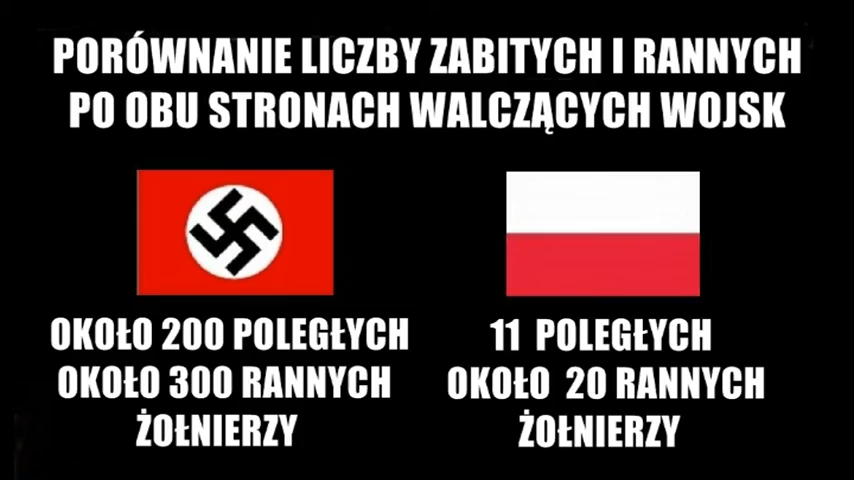 PORÓWNANIE LICZBY ZABITYCH I RANNYCH
PO OBU STRONACH WALCZĄCYCH WOJSK
OKOŁO 200 POLEGŁYCH
OKOŁO 300 RANNYCH
ŻOŁNIERZY
11 POLEGŁYCH
OKOŁO 20 RANNYCH
ŻOŁNIERZY